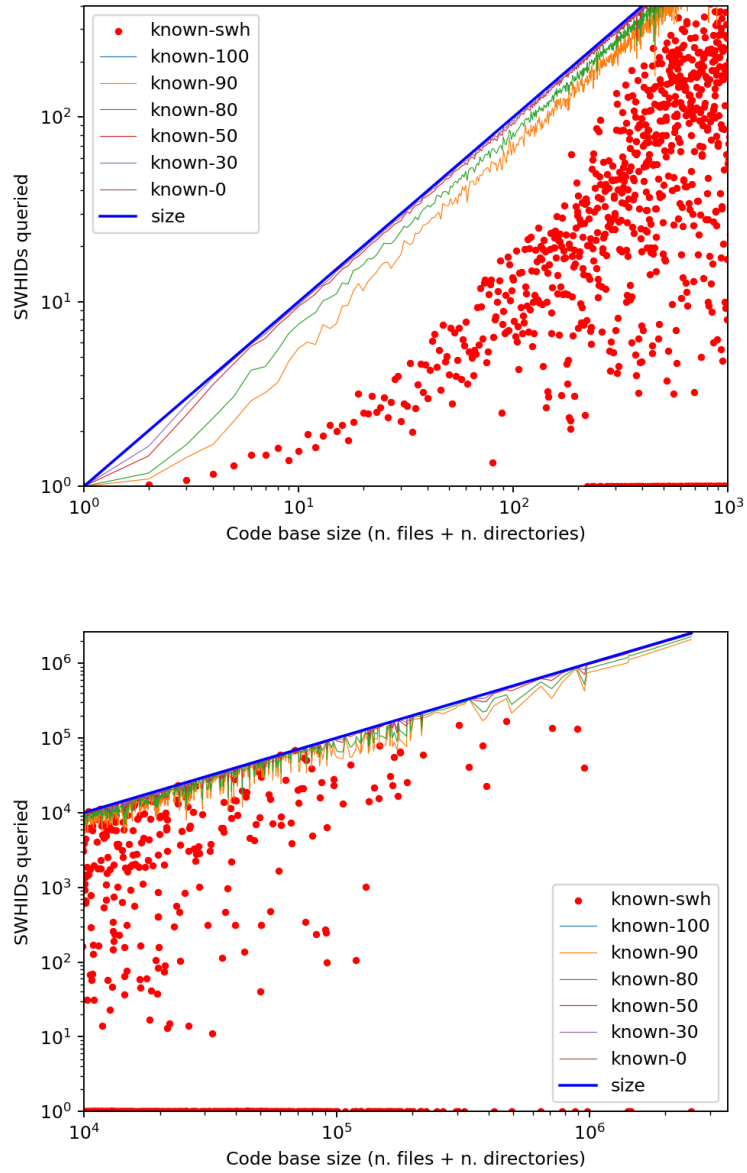 known-swh
known-100
known-90
known-80
known-50
known-30
known-0
size
10²
10¹
10⁰
SWHIDs queried
10⁰
10¹
10²
10³
Code base size (n. files + n. directories)
10⁶
10⁵
10⁴
10³
10²
10¹
10⁰
SWHIDs queried
known-swh
known-100
known-90
known-80
known-50
known-30
known-0
size
10⁴
10⁵
10⁶
Code base size (n. files + n. directories)